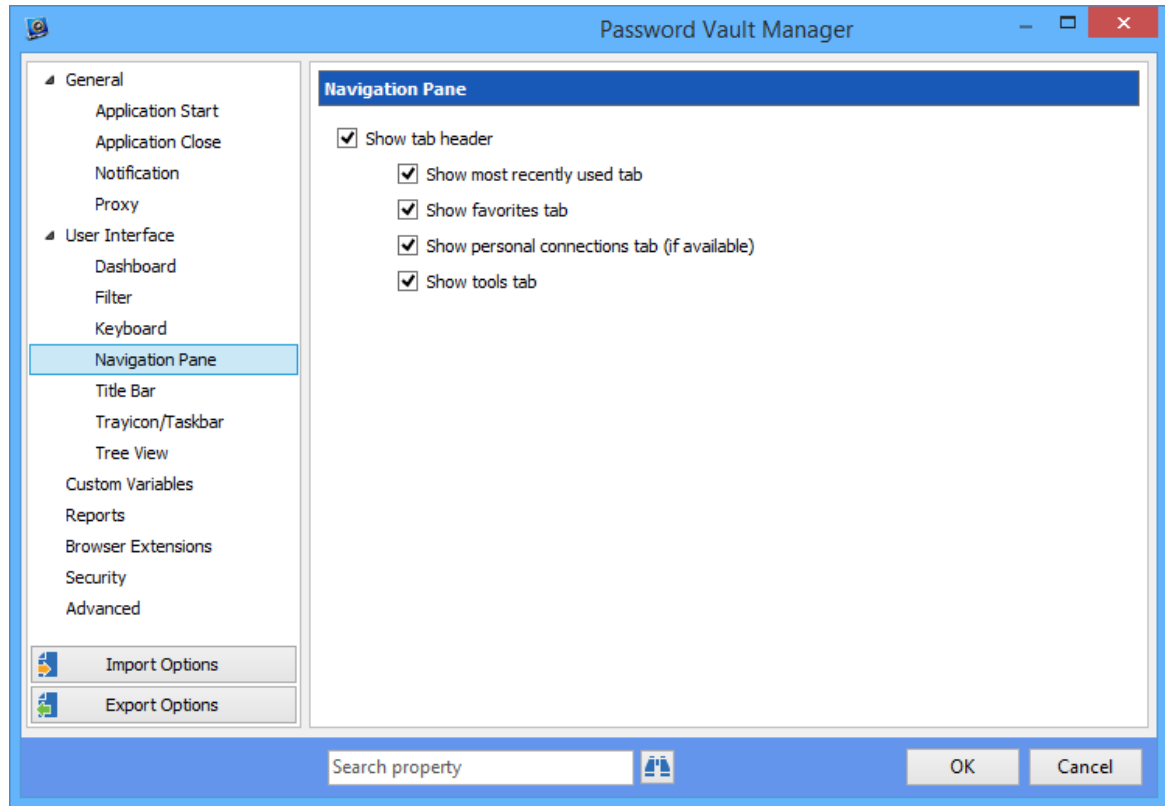 Password Vault Manager
General
Application Start
Application Close
Notification
Proxy
User Interface
Dashboard
Filter
Keyboard
Navigation Pane
Title Bar
Trayicon/Taskbar
Tree View
Custom Variables
Reports
Browser Extensions
Security
Advanced
Import Options
Export Options
Navigation Pane
Show tab header
Show most recently used tab
Show favorites tab
Show personal connections tab (if available)
Show tools tab
Search property
OK
Cancel